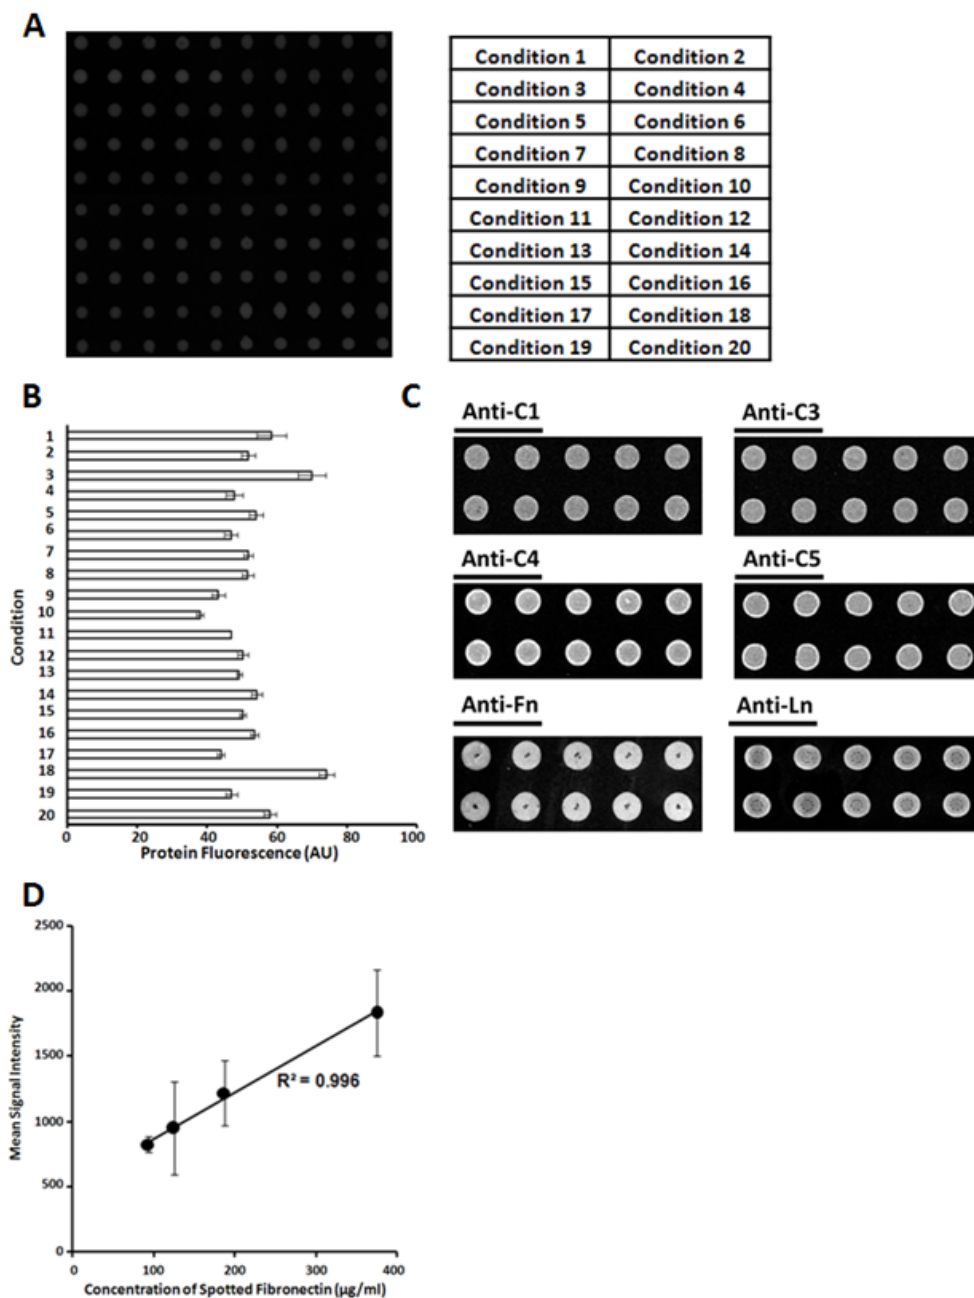 A
Condition 1 Condition 2
Condition 3 Condition 4
Condition 5 Condition 6
Condition 7 Condition 8
Condition 9 Condition 10
Condition 11 Condition 12
Condition 13 Condition 14
Condition 15 Condition 16
Condition 17 Condition 18
Condition 19 Condition 20
B
Condition
1
2
3
4
5
6
7
8
9
10
11
12
13
14
15
16
17
18
19
20
0 20 40 60 80 100
Protein Fluorescence (AU)
C
Anti-C1 Anti-C3
Anti-C4 Anti-C5
Anti-Fn Anti-Ln
D
Mean Signal Intensity
2500
2000
1500
1000
500
0
R² = 0.996
0 100 200 300 400
Concentration of Spotted Fibronectin (µg/ml)